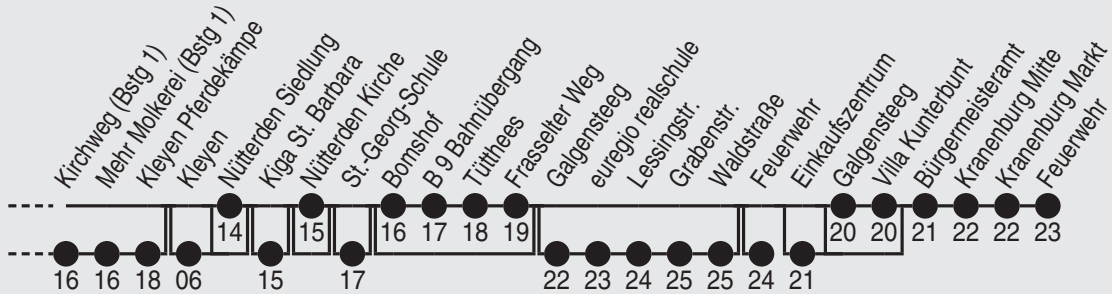 Kirchweg (Bstg 1)
Mehr Molkerei (Bstg 1)
Kleyen Pferdekämpe
Kleyen
Nütterden Siedlung
Kiga St. Barbara
Nütterden Kirche
St.-Georg-Schule
Bornshof
B 9 Bahnübergang
Tütthees
Frasselter Weg
Galgensteeg
euregio realschule
Lessingstr.
Grabenstr.
Waldstraße
Feuerwehr
Einkaufszentrum
Galgensteeg
Villa Kunterbunt
Bürgermeisteramt
Kranenburg Mitte
Kranenburg Markt
Feuerwehr
14 15 16 17 18 19 20 20 21 22 22 23
16 16 18 06 15 17 22 23 24 25 25 24 21